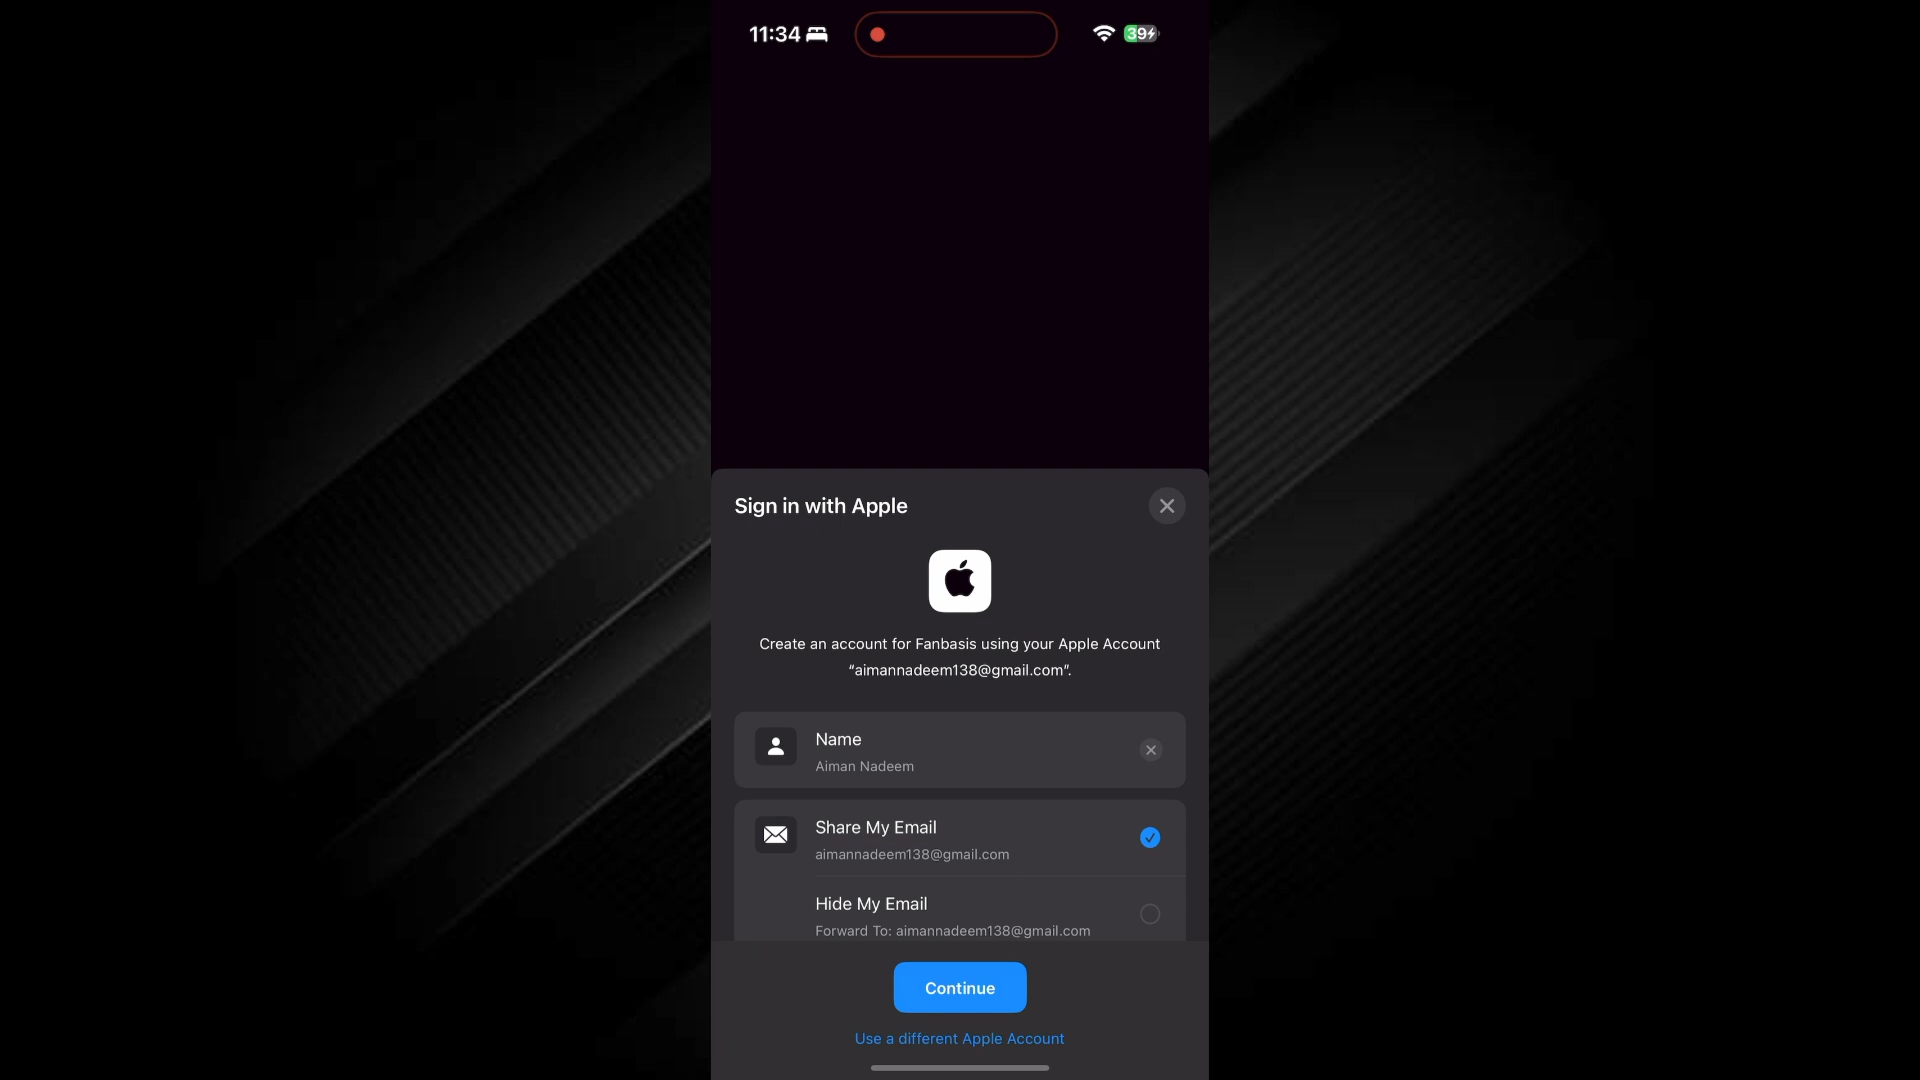 11:34
39
Sign in with Apple
Create an account for Fanbasis using your Apple Account
“aimannadeem138@gmail.com”.
Name
Aiman Nadeem
Share My Email
aimannadeem138@gmail.com
Hide My Email
Forward To: aimannadeem138@gmail.com
Continue
Use a different Apple Account